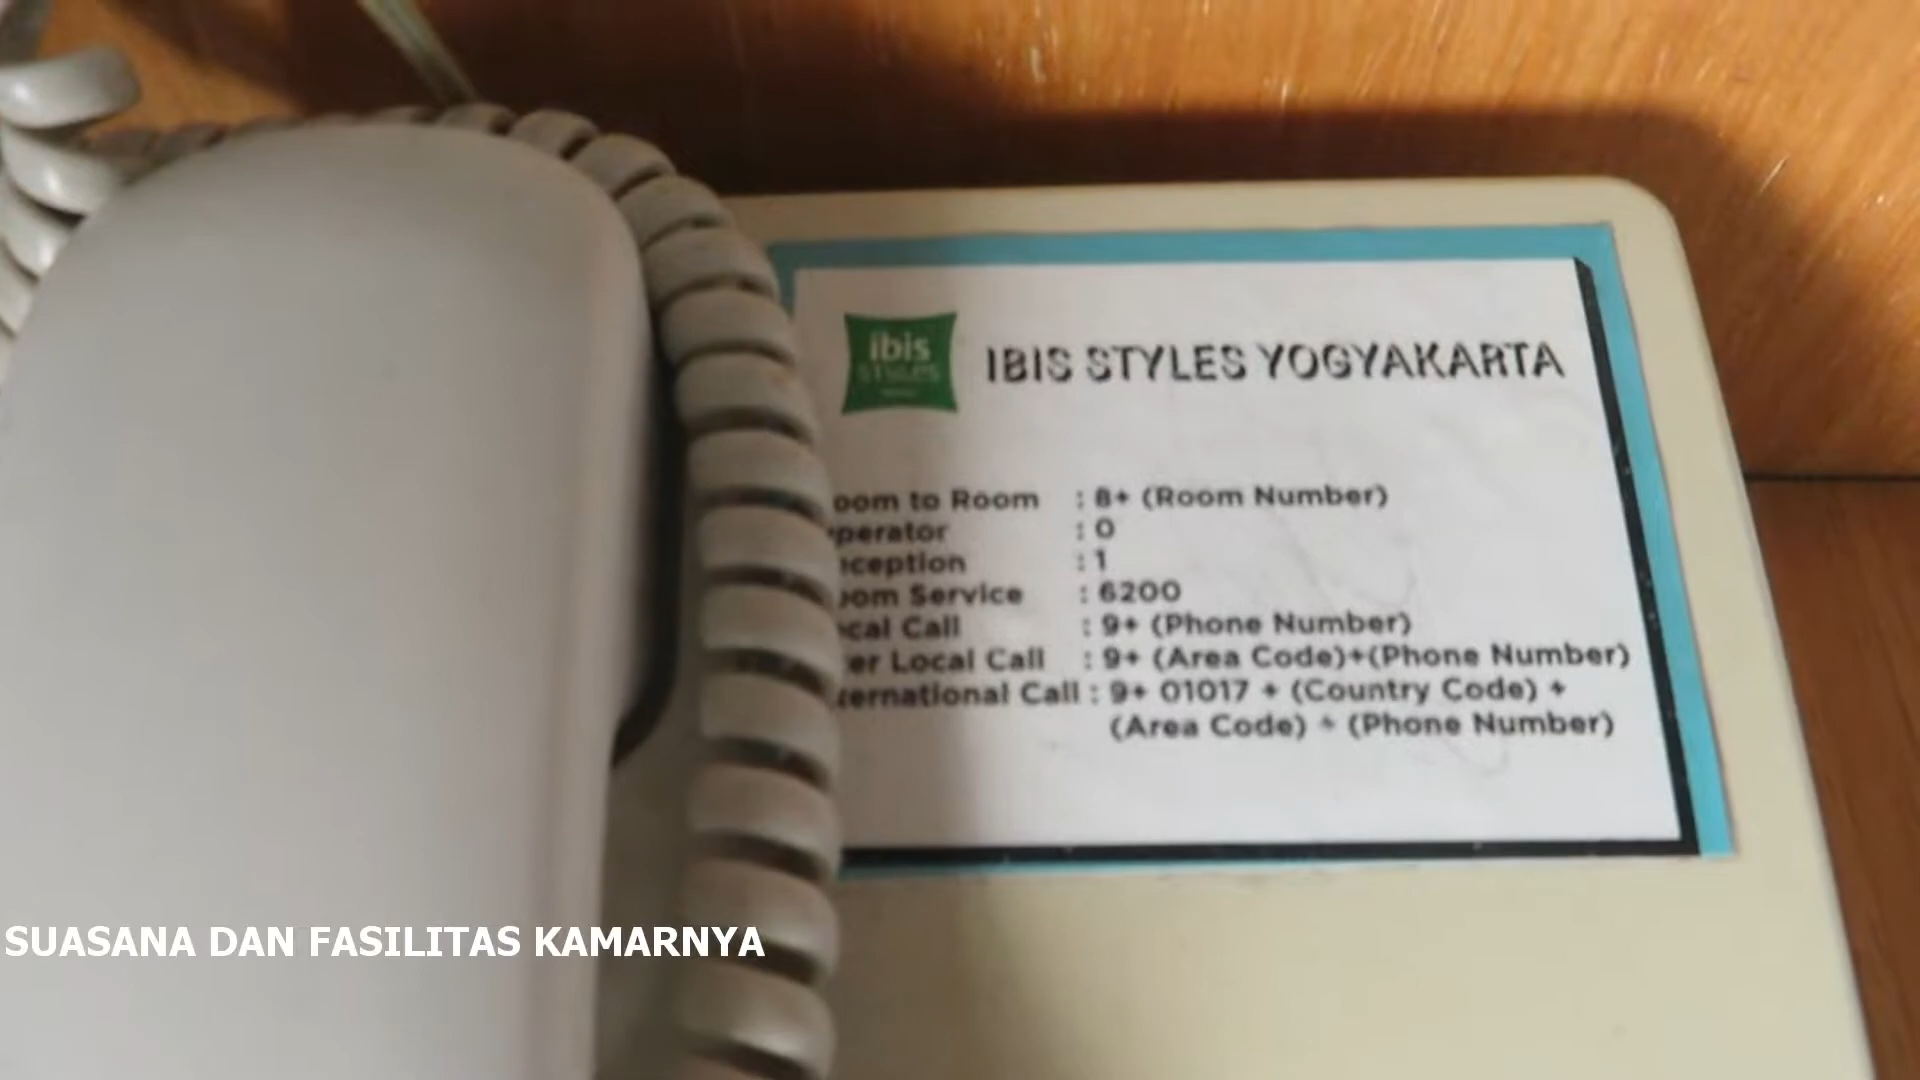 ibis
STYLES
IBIS STYLES YOGYAKARTA
oom to Room : 8+ (Room Number)
perator : 0
ception : 1
oom Service : 6200
cal Call : 9+ (Phone Number)
er Local Call : 9+ (Area Code)+(Phone Number)
ternational Call : 9+ 01017 + (Country Code) +
(Area Code) + (Phone Number)
SUASANA DAN FASILITAS KAMARNYA